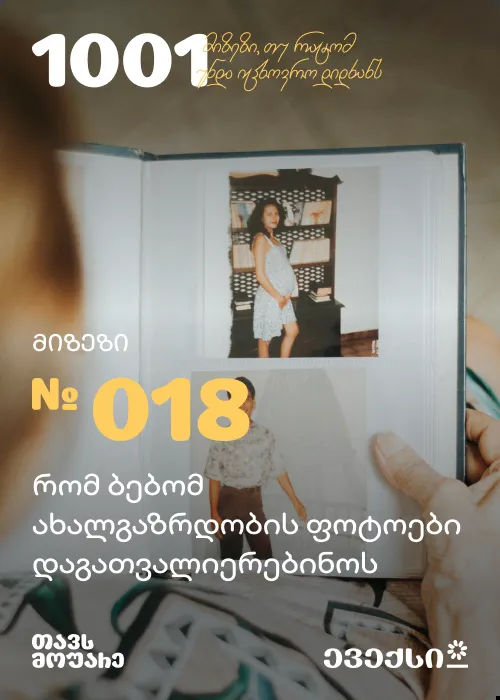 1001 მიზეზი, თუ რატომ
უნდა იცხოვრო დიდხანს
მიზეზი
№ 018
რომ ბებომ
ახალგაზრდობის ფოტოები
დაგათვალიერებინოს
თავს
მოუარე
ევექსი